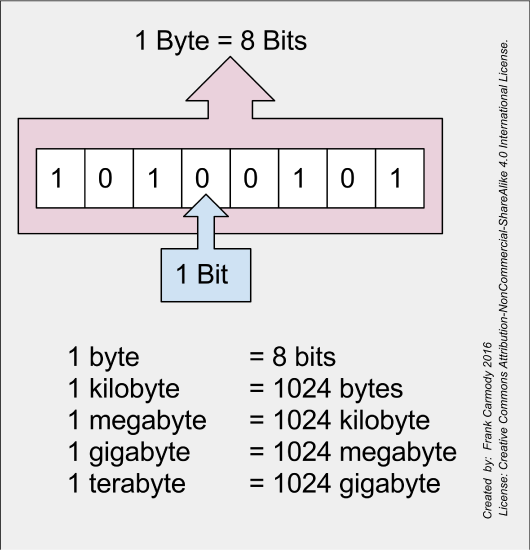 1 Byte = 8 Bits
1 0 1 0 0 1 0 1
1 Bit
1 byte = 8 bits
1 kilobyte = 1024 bytes
1 megabyte = 1024 kilobyte
1 gigabyte = 1024 megabyte
1 terabyte = 1024 gigabyte
Created by: Frank Carmody 2016
License: Creative Commons Attribution-NonCommercial-ShareAlike 4.0 International License.